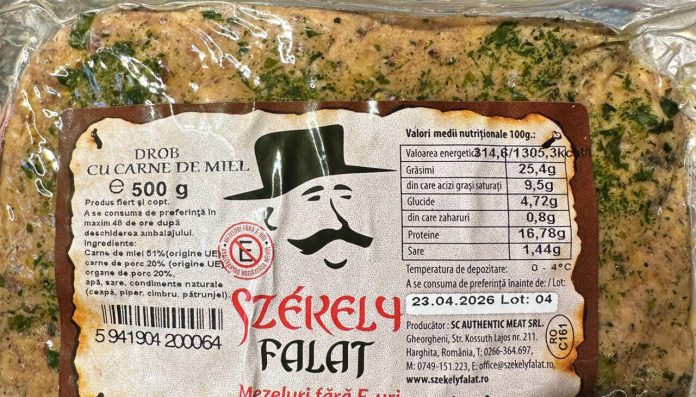 DROB
CU CARNE DE MIEL
℮ 500 g
Produs fiert și copt.
A se consuma de preferință în
maxim 48 de ore după
deschiderea ambalajului.
Ingrediente:
Carne de miel 51%(origine UE),
carne de porc 20% (origine UE),
organe de porc 20%.
apă, sare, condimente naturale
(ceapă, piper, cimbru, pătrunjel).
5 941904 200064
MEZELURI FĂRĂ E-URI
E
SZÉKELY
FALAT
Mezeluri fără E-uri
Valori medii nutriționale 100g.:
Valoarea energetică 314,6/1305,3kcal/
Grăsimi 25,4g
din care acizi grași saturați 9,5g
Glucide 4,72g
din care zaharuri 0,8g
Proteine 16,78g
Sare 1,44g
Temperatura de depozitare: 0 - 4°C
A se consuma de preferință înainte de: / Lot:
23.04.2026 Lot: 04
Producător : SC AUTHENTIC MEAT SRL.
Gheorgheni, Str. Kossuth Lajos nr. 211.
Harghita, România, T: 0266-364.697,
M: 0749-151.223, E: office@szekelyfalat.ro,
www.szekelyfalat.ro
RO
C161